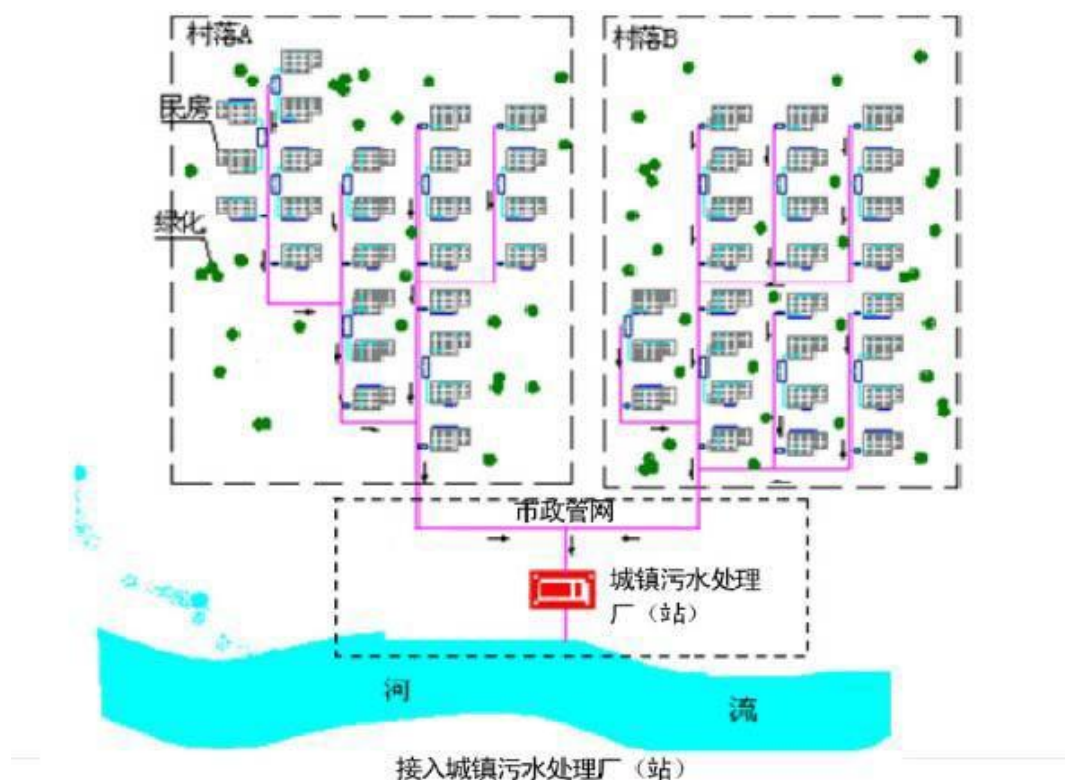 村落A
村落B
民房
绿化
市政管网
城镇污水处理
厂（站）
河
流
接入城镇污水处理厂（站）